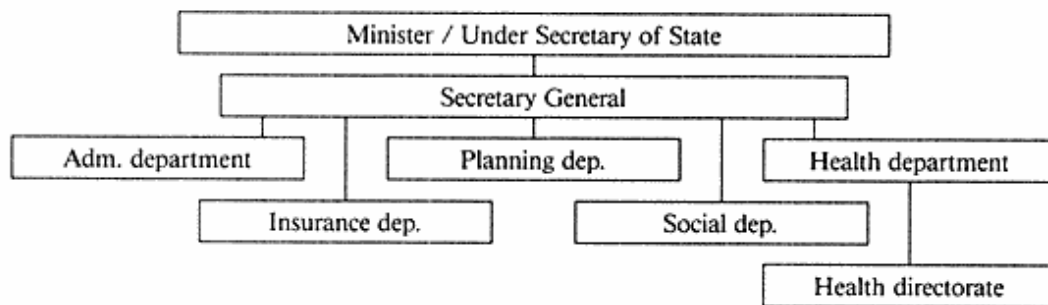 Minister / Under Secretary of State
Secretary General
Adm. department
Planning dep.
Health department
Insurance dep.
Social dep.
Health directorate